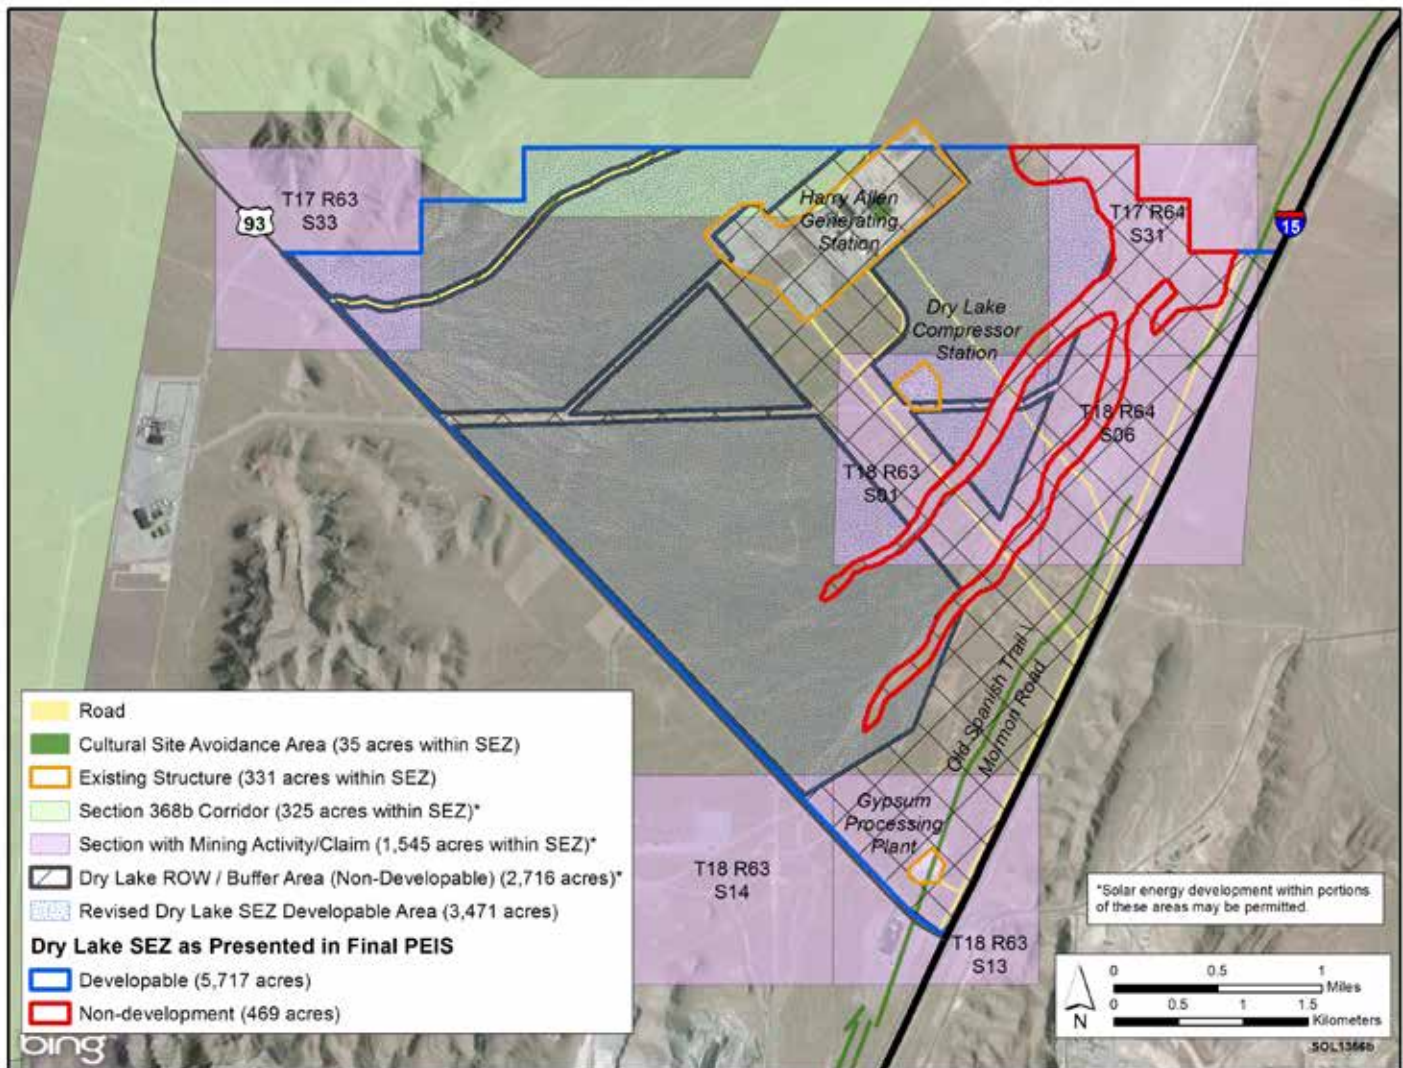 T17 R63
S33
93
Harry Allen
Generating
Station
T17 R64
S31
15
Dry Lake
Compressor
Station
T18 R64
S06
T18 R63
S01
Old Spanish Trail \
Mormon Road
Gypsum
Processing
Plant
T18 R63
S14
T18 R63
S13
Road
Cultural Site Avoidance Area (35 acres within SEZ)
Existing Structure (331 acres within SEZ)
Section 368b Corridor (325 acres within SEZ)*
Section with Mining Activity/Claim (1,545 acres within SEZ)*
Dry Lake ROW / Buffer Area (Non-Developable) (2,716 acres)*
Revised Dry Lake SEZ Developable Area (3,471 acres)
Dry Lake SEZ as Presented in Final PEIS
Developable (5,717 acres)
Non-development (469 acres)
bing
*Solar energy development within portions
of these areas may be permitted.
0 0.5 1
Miles
0 0.5 1 1.5
Kilometers
N
SOL1366b